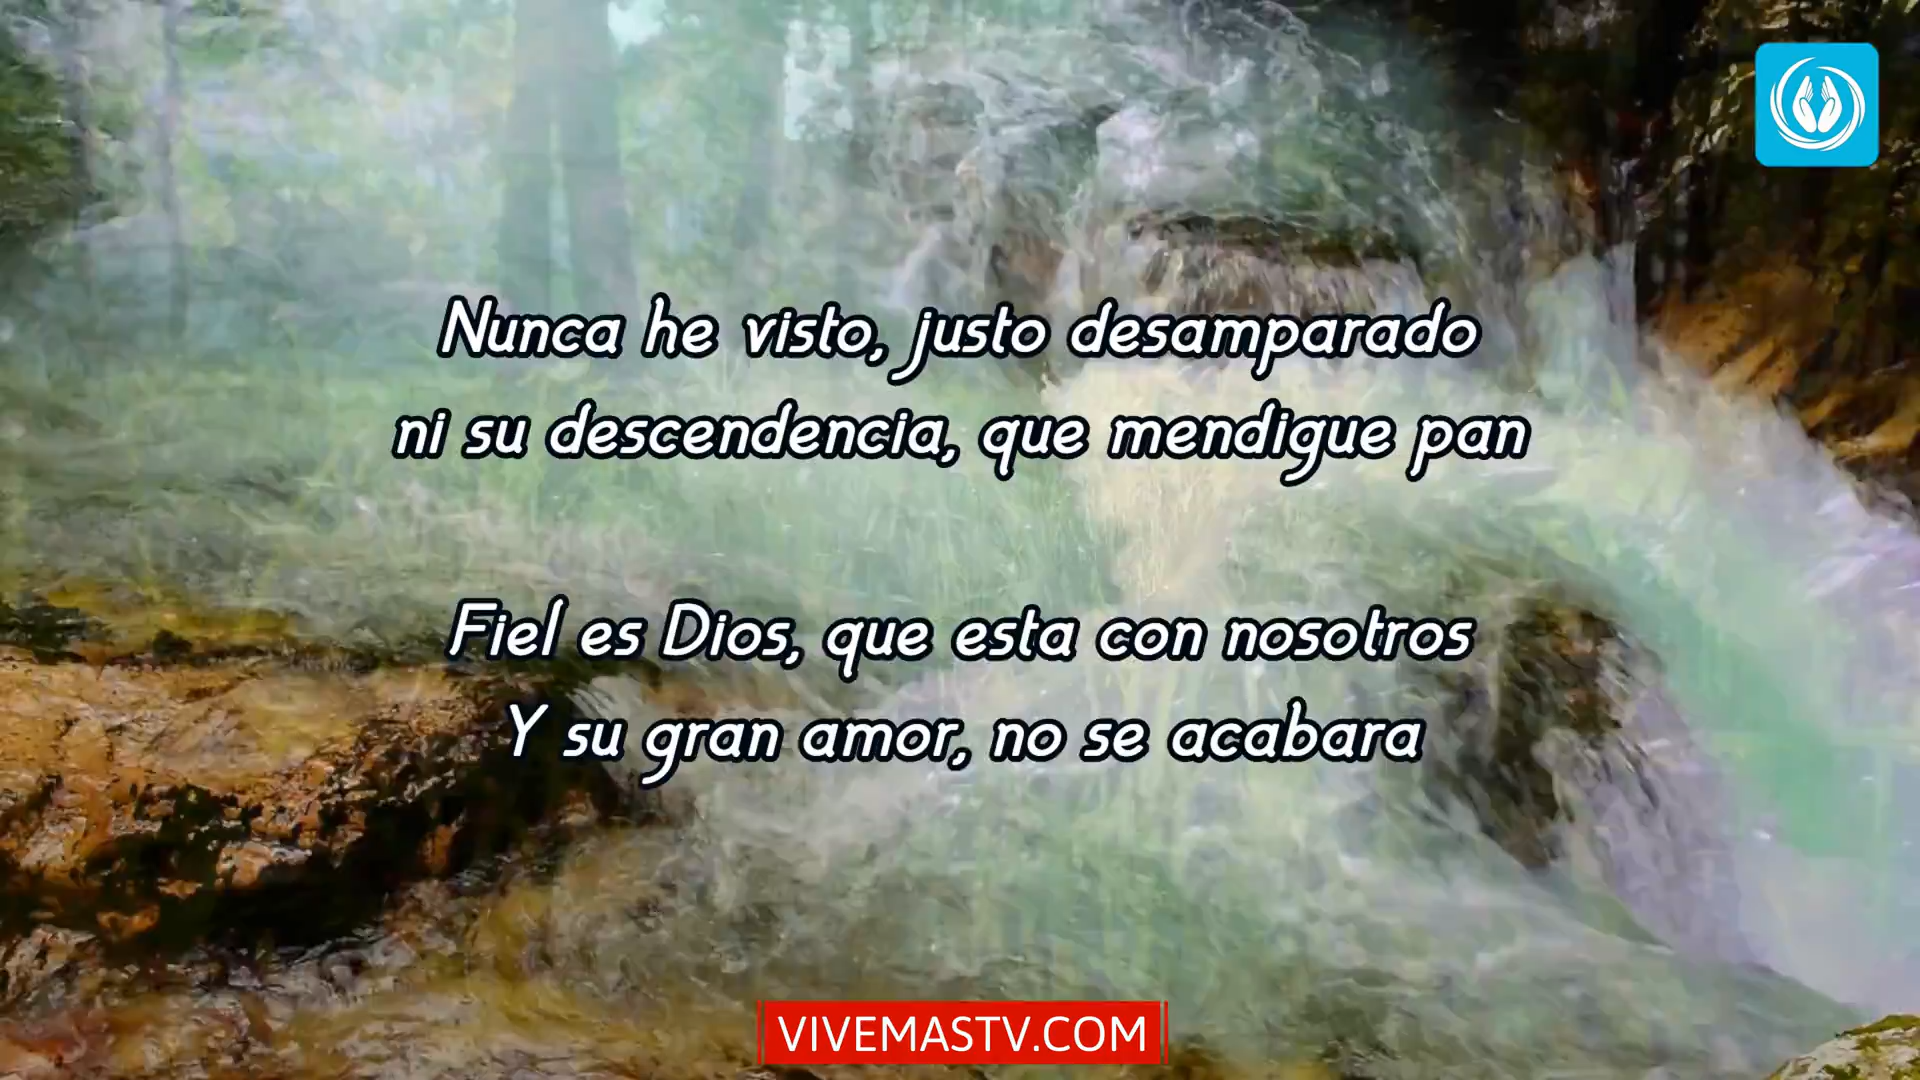 Nunca he visto, justo desamparado
ni su descendencia, que mendigue pan
Fiel es Dios, que esta con nosotros
Y su gran amor, no se acabara
VIVEMASTV.COM